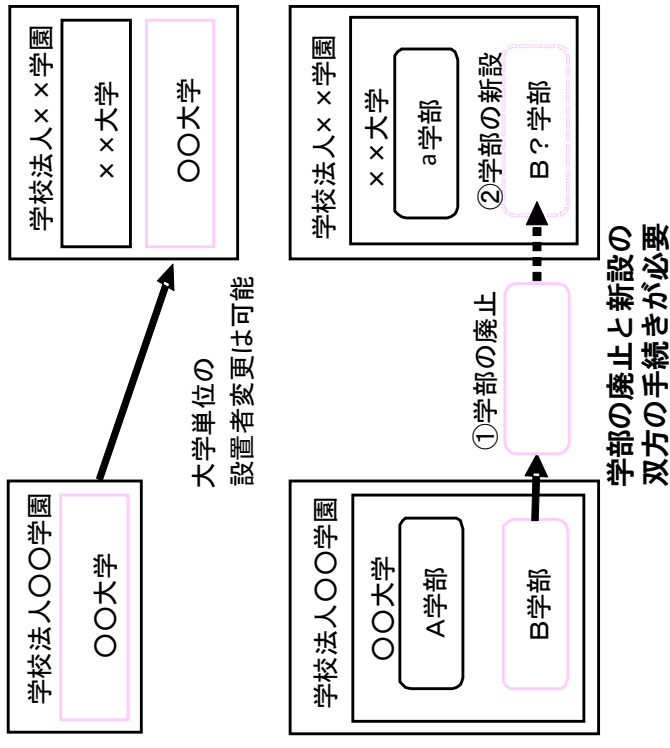 学校法人〇〇学園
〇〇大学
大学単位の
設置者変更は可能
学校法人××学園
××大学
〇〇大学
学校法人〇〇学園
〇〇大学
A学部
B学部
①学部の廃止
学校法人××学園
××大学
a学部
②学部の新設
B?学部
学部の廃止と新設の
双方の手続きが必要